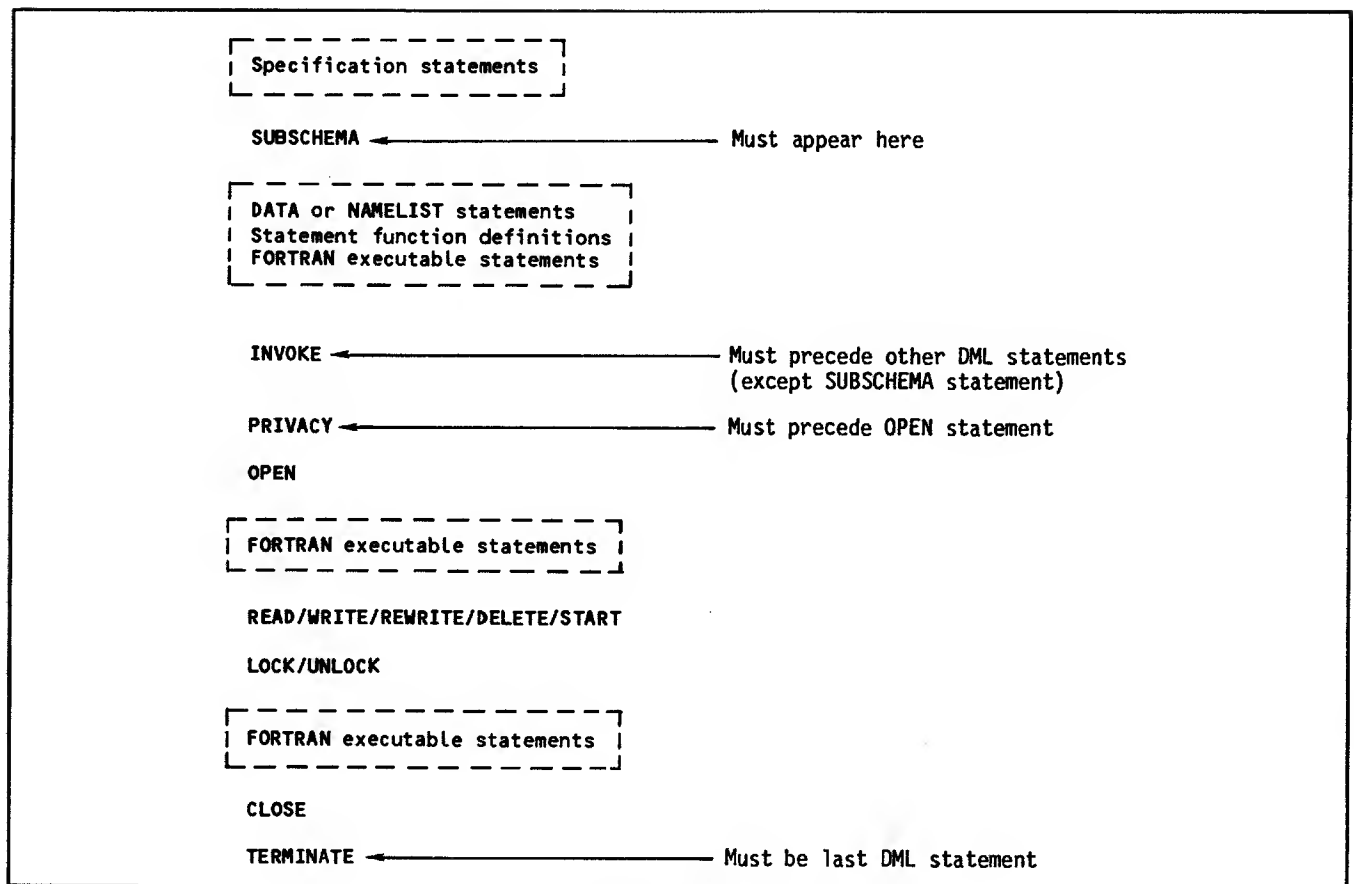 Specification statements
SUBSCHEMA Must appear here
DATA or NAMELIST statements
Statement function definitions
FORTRAN executable statements
INVOKE Must precede other DML statements
(except SUBSCHEMA statement)
PRIVACY Must precede OPEN statement
OPEN
FORTRAN executable statements
READ/WRITE/REWRITE/DELETE/START
LOCK/UNLOCK
FORTRAN executable statements
CLOSE
TERMINATE Must be last DML statement